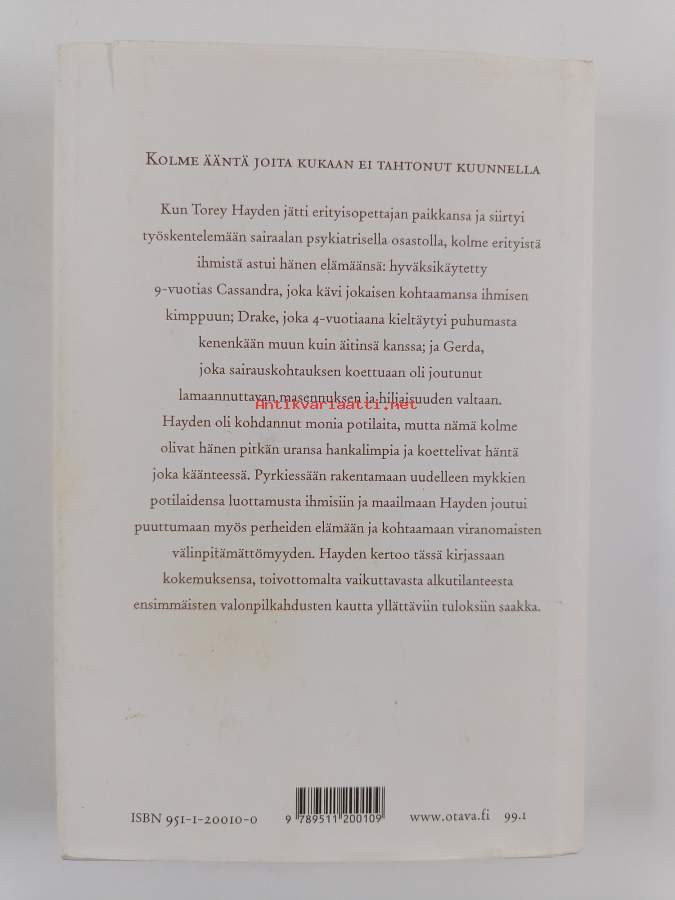 Kolme ääntä joita kukaan ei tahtonut kuunnella
Kun Torey Hayden jätti erityisopettajan paikkansa ja siirtyi
työskentelemään sairaalan psykiatrisella osastolla, kolme erityistä
ihmistä astui hänen elämäänsä: hyväksikäytetty
9-vuotias Cassandra, joka kävi jokaisen kohtaamansa ihmisen
kimppuun; Drake, joka 4-vuotiaana kieltäytyi puhumasta
kenenkään muun kuin äitinsä kanssa; ja Gerda,
joka sairauskohtauksen koettuaan oli joutunut
lamaannuttavan masennuksen ja hiljaisuuden valtaan.
Antikvariaatti.net
Hayden oli kohdannut monia potilaita, mutta nämä kolme
olivat hänen pitkän uransa hankalimpia ja koettelivat häntä
joka käänteessä. Pyrkiessään rakentamaan uudelleen mykkien
potilaidensa luottamusta ihmisiin ja maailmaan Hayden joutui
puuttumaan myös perheiden elämään ja kohtaamaan viranomaisten
välinpitämättömyyden. Hayden kertoo tässä kirjassaan
kokemuksensa, toivottomalta vaikuttavasta alkutilanteesta
ensimmäisten valonpilkahdusten kautta yllättäviin tuloksiin saakka.
ISBN 951-1-20010-0
9 789511 200109
www.otava.fi 99.1